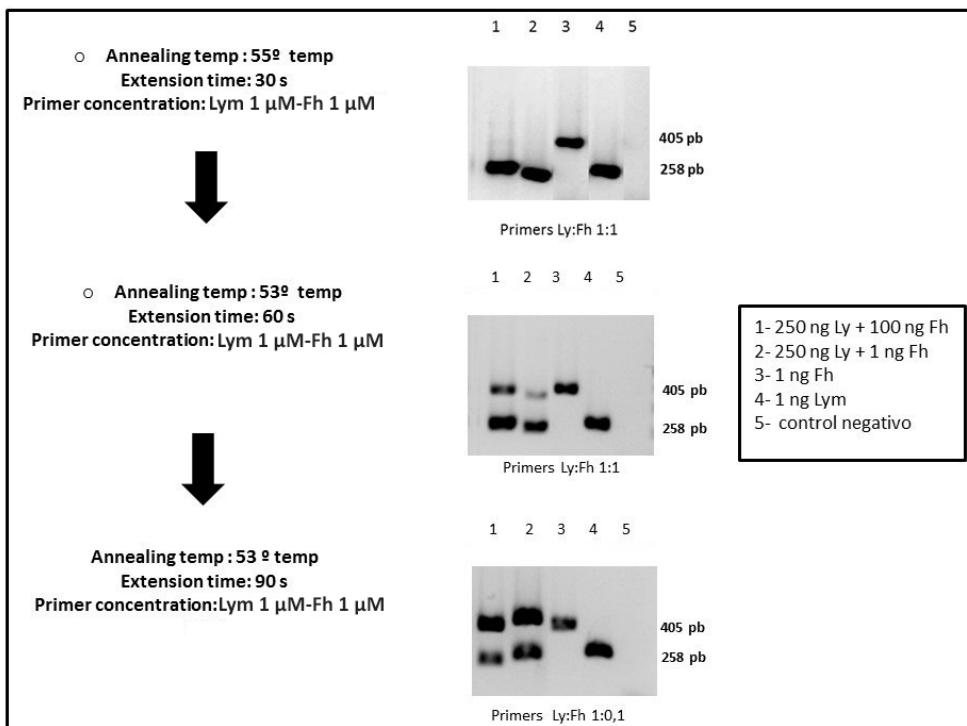 ○ Annealing temp : 55º temp
Extension time: 30 s
Primer concentration: Lym 1 µM-Fh 1 µM
1 2 3 4 5
405 pb
258 pb
Primers Ly:Fh 1:1
○ Annealing temp : 53º temp
Extension time: 60 s
Primer concentration: Lym 1 µM-Fh 1 µM
1 2 3 4 5
405 pb
258 pb
Primers Ly:Fh 1:1
1- 250 ng Ly + 100 ng Fh
2- 250 ng Ly + 1 ng Fh
3- 1 ng Fh
4- 1 ng Lym
5- control negativo
Annealing temp : 53 º temp
Extension time: 90 s
Primer concentration:Lym 1 µM-Fh 1 µM
1 2 3 4 5
405 pb
258 pb
Primers Ly:Fh 1:0,1